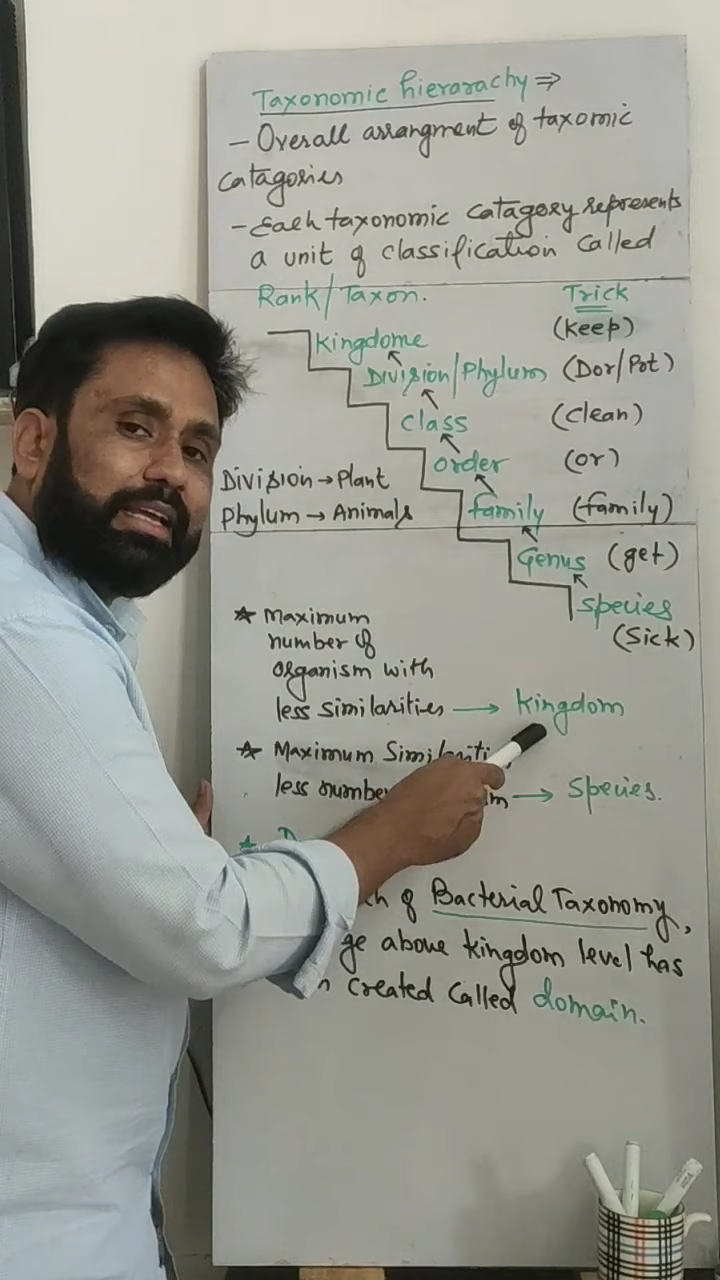 Taxonomic hierarachy ⇒
- Overall arrangment of taxomic
catagories
- Each taxonomic catagory represents
a unit of classification called
Rank/Taxon.
Trick
Kingdome (Keep)
Division/Phylum (Dor/Pot)
class (Clean)
order (or)
family (family)
Genus (get)
Species
(Sick)
Division → Plant
Phylum → Animals
★ Maximum
number of
organism with
less similarities → Kingdom
★ Maximum
less → Species.
of Bacterial Taxonomy,
above kingdom level has
created called domain.